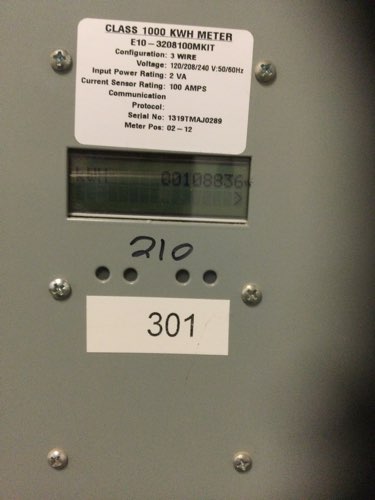 CLASS 1000 KWH METER
E10-3208100MKIT
Configuration: 3 WIRE
Voltage: 120/208/240 V:50/60Hz
Input Power Rating: 2 VA
Current Sensor Rating: 100 AMPS
Communication
Protocol:
Serial No: 1319TMAJ0289
Meter Pos: 02-12
KWH 00108836*
>
210
301